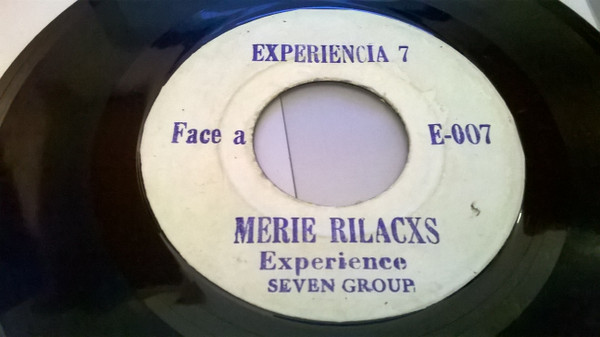 EXPERIENCIA 7
Face a
E-007
MERIE RILACXS
Experience
SEVEN GROUP.